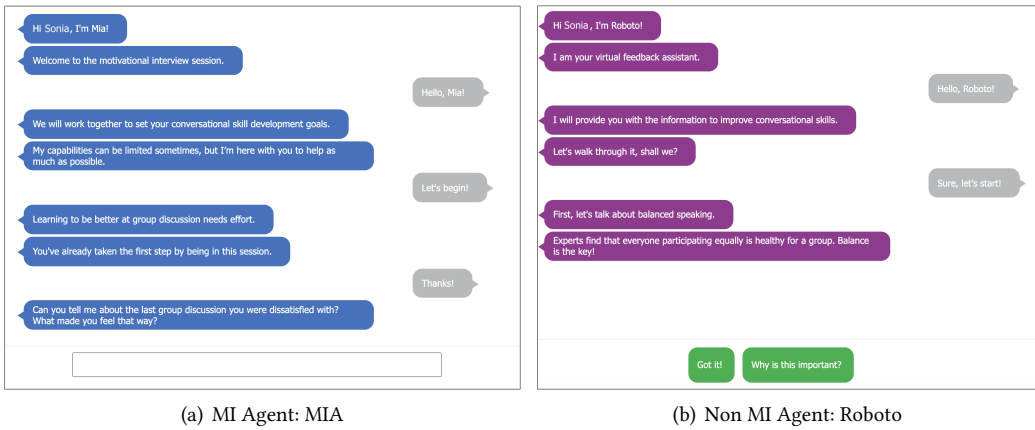 Hi Sonia, I'm Mia!
Welcome to the motivational interview session.
Hello, Mia!
We will work together to set your conversational skill development goals.
My capabilities can be limited sometimes, but I'm here with you to help as
much as possible.
Let's begin!
Learning to be better at group discussion needs effort.
You've already taken the first step by being in this session.
Thanks!
Can you tell me about the last group discussion you were dissatisfied with?
What made you feel that way?
(a) MI Agent: MIA
Hi Sonia, I'm Roboto!
I am your virtual feedback assistant.
Hello, Roboto!
I will provide you with the information to improve conversational skills.
Let's walk through it, shall we?
Sure, let's start!
First, let's talk about balanced speaking.
Experts find that everyone participating equally is healthy for a group. Balance
is the key!
Got it!
Why is this important?
(b) Non MI Agent: Roboto